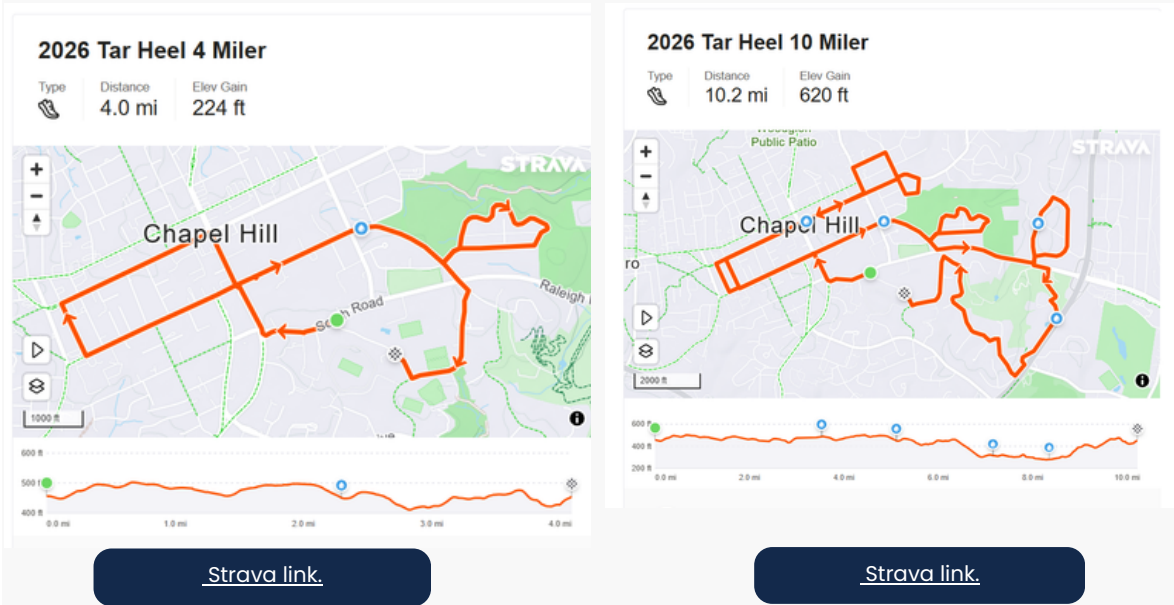 2026 Tar Heel 4 Miler
Type Distance Elev Gain
4.0 mi 224 ft
STRAVA
Chapel Hill
South Road
Raleigh
1000 ft
600 ft
500 ft
400 ft
0.0 mi 1.0 mi 2.0 mi 3.0 mi 4.0 mi
Strava link.
2026 Tar Heel 10 Miler
Type Distance Elev Gain
10.2 mi 620 ft
Public Patio
STRAVA
Chapel Hill
ro
2000 ft
600 ft
400 ft
200 ft
0.0 mi 2.0 mi 4.0 mi 6.0 mi 8.0 mi 10.0 mi
Strava link.